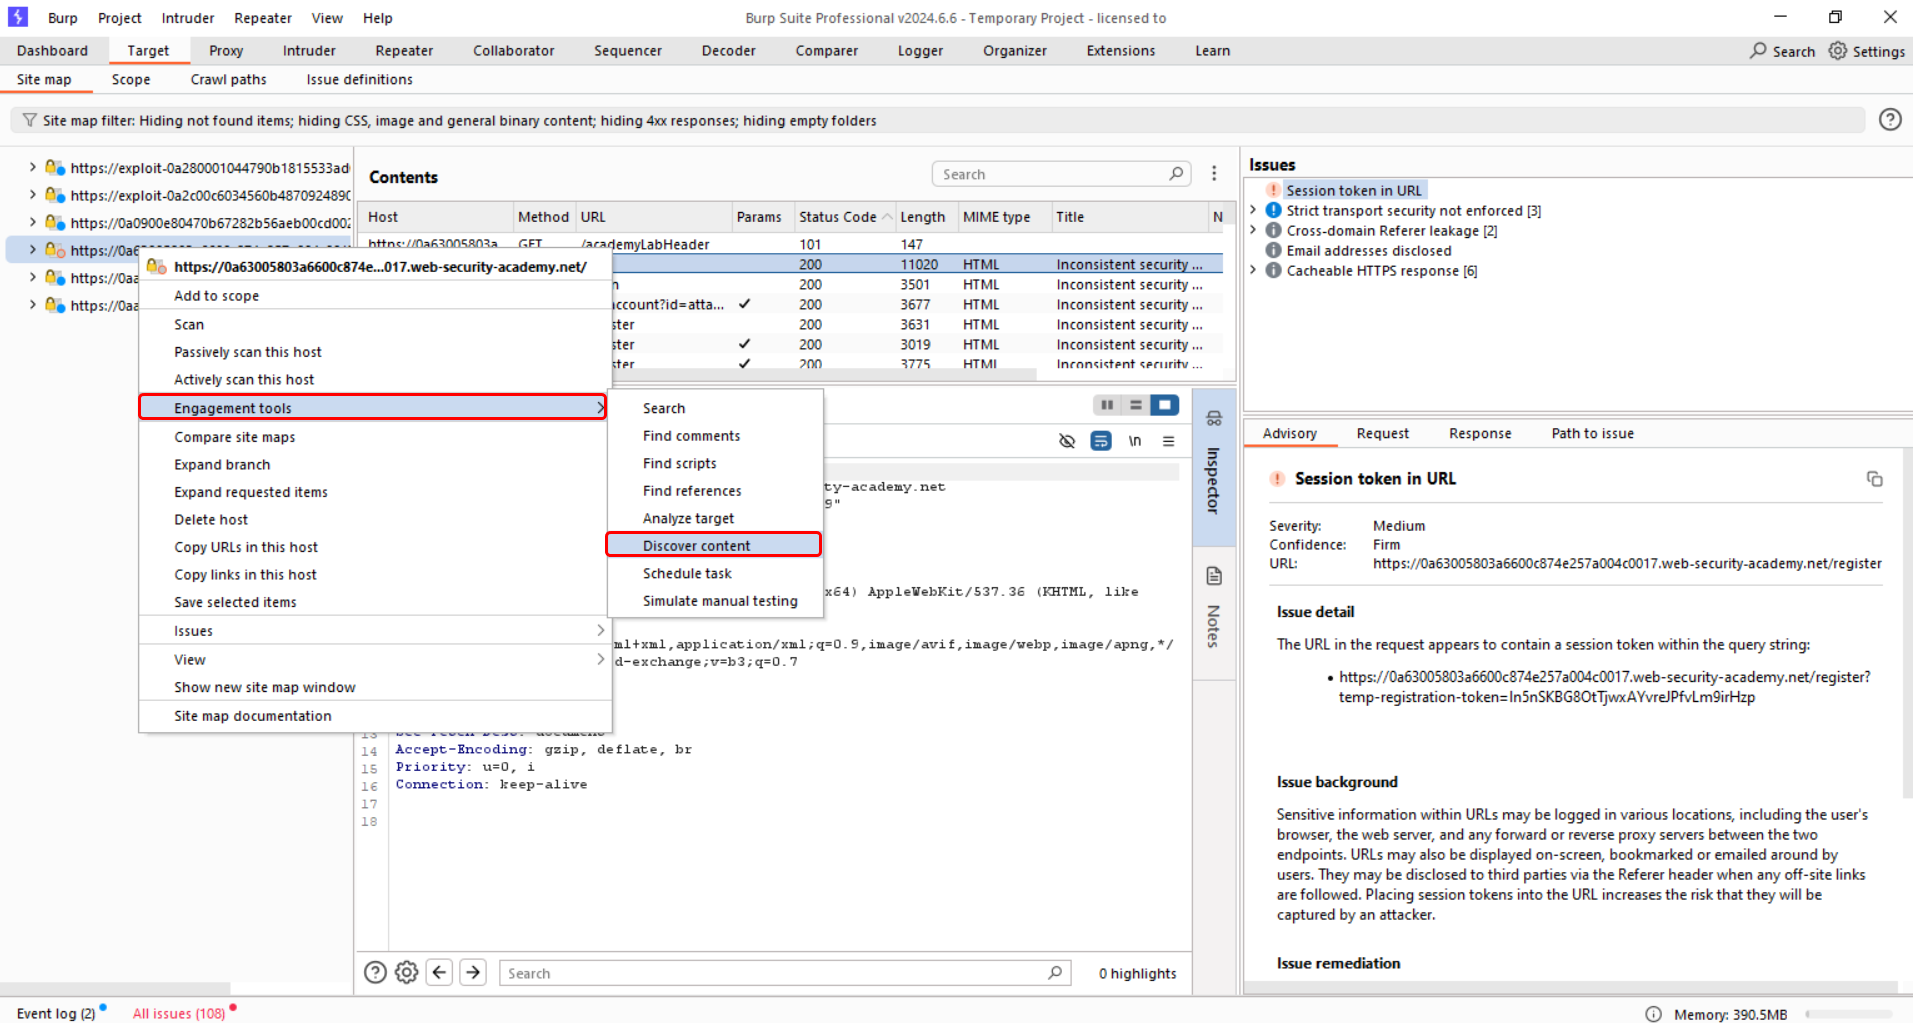 Burp Project Intruder Repeater View Help
Burp Suite Professional v2024.6.6 - Temporary Project - licensed to
Dashboard Target Proxy Intruder Repeater Collaborator Sequencer Decoder Comparer Logger Organizer Extensions Learn
Search Settings
Site map Scope Crawl paths Issue definitions
Site map filter: Hiding not found items; hiding CSS, image and general binary content; hiding 4xx responses; hiding empty folders
https://exploit-0a280001044790b1815533ad
https://exploit-0a2c00c6034560b487092489
https://0a0900e80470b67282b56aeb00cd002
https://0a6
https://0aa
https://0aa
https://0a63005803a6600c874e...017.web-security-academy.net/
Add to scope
Scan
Passively scan this host
Actively scan this host
Engagement tools
Compare site maps
Expand branch
Expand requested items
Delete host
Copy URLs in this host
Copy links in this host
Save selected items
Issues
View
Show new site map window
Site map documentation
Search
Find comments
Find scripts
Find references
Analyze target
Discover content
Schedule task
Simulate manual testing
Contents
Search
Host Method URL Params Status Code Length MIME type Title N
https://0a63005803a... GET /academyLabHeader 101 147
200 11020 HTML Inconsistent security ...
n 200 3501 HTML Inconsistent security ...
account?id=atta... ✓ 200 3677 HTML Inconsistent security ...
ster 200 3631 HTML Inconsistent security ...
ster ✓ 200 3019 HTML Inconsistent security ...
ster ✓ 200 3775 HTML Inconsistent security ...
\n
ty-academy.net
9"
x64) AppleWebKit/537.36 (KHTML, like
ml+xml,application/xml;q=0.9,image/avif,image/webp,image/apng,*/
d-exchange;v=b3;q=0.7
13 Sec-Fetch-Dest: document
14 Accept-Encoding: gzip, deflate, br
15 Priority: u=0, i
16 Connection: keep-alive
17
18
Search
0 highlights
Inspector
Notes
Issues
Session token in URL
Strict transport security not enforced [3]
Cross-domain Referer leakage [2]
Email addresses disclosed
Cacheable HTTPS response [6]
Advisory Request Response Path to issue
Session token in URL
Severity: Medium
Confidence: Firm
URL: https://0a63005803a6600c874e257a004c0017.web-security-academy.net/register
Issue detail
The URL in the request appears to contain a session token within the query string:
• https://0a63005803a6600c874e257a004c0017.web-security-academy.net/register?
temp-registration-token=In5nSKBG8OtTjwxAYvreJPfvLm9irHzp
Issue background
Sensitive information within URLs may be logged in various locations, including the user's
browser, the web server, and any forward or reverse proxy servers between the two
endpoints. URLs may also be displayed on-screen, bookmarked or emailed around by
users. They may be disclosed to third parties via the Referer header when any off-site links
are followed. Placing session tokens into the URL increases the risk that they will be
captured by an attacker.
Issue remediation
Event log (2) All issues (108)
Memory: 390.5MB